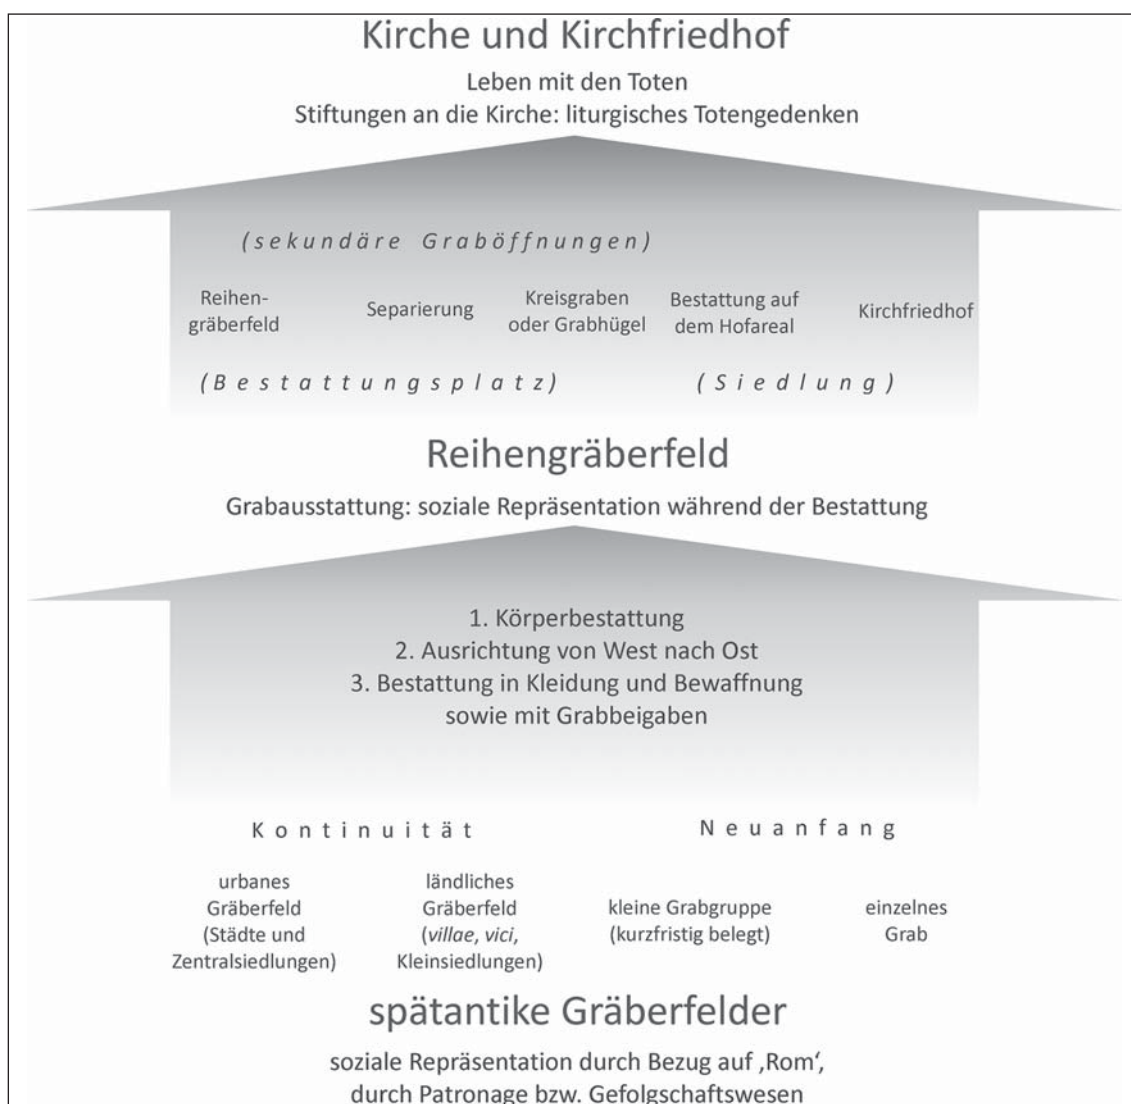 Kirche und Kirchfriedhof
Leben mit den Toten
Stiftungen an die Kirche: liturgisches Totengedenken
(sekundäre Graböffnungen)
Reihen-
gräberfeld
Separierung
Kreisgraben
oder Grabhügel
Bestattung auf
dem Hofareal
Kirchfriedhof
(Bestattungsplatz)
(Siedlung)
Reihengräberfeld
Grabausstattung: soziale Repräsentation während der Bestattung
1. Körperbestattung
2. Ausrichtung von West nach Ost
3. Bestattung in Kleidung und Bewaffnung
sowie mit Grabbeigaben
Kontinuität
Neuanfang
urbanes
Gräberfeld
(Städte und
Zentralsiedlungen)
ländliches
Gräberfeld
(villae, vici,
Kleinsiedlungen)
kleine Grabgruppe
(kurzfristig belegt)
einzelnes
Grab
spätantike Gräberfelder
soziale Repräsentation durch Bezug auf ‚Rom‘,
durch Patronage bzw. Gefolgschaftswesen